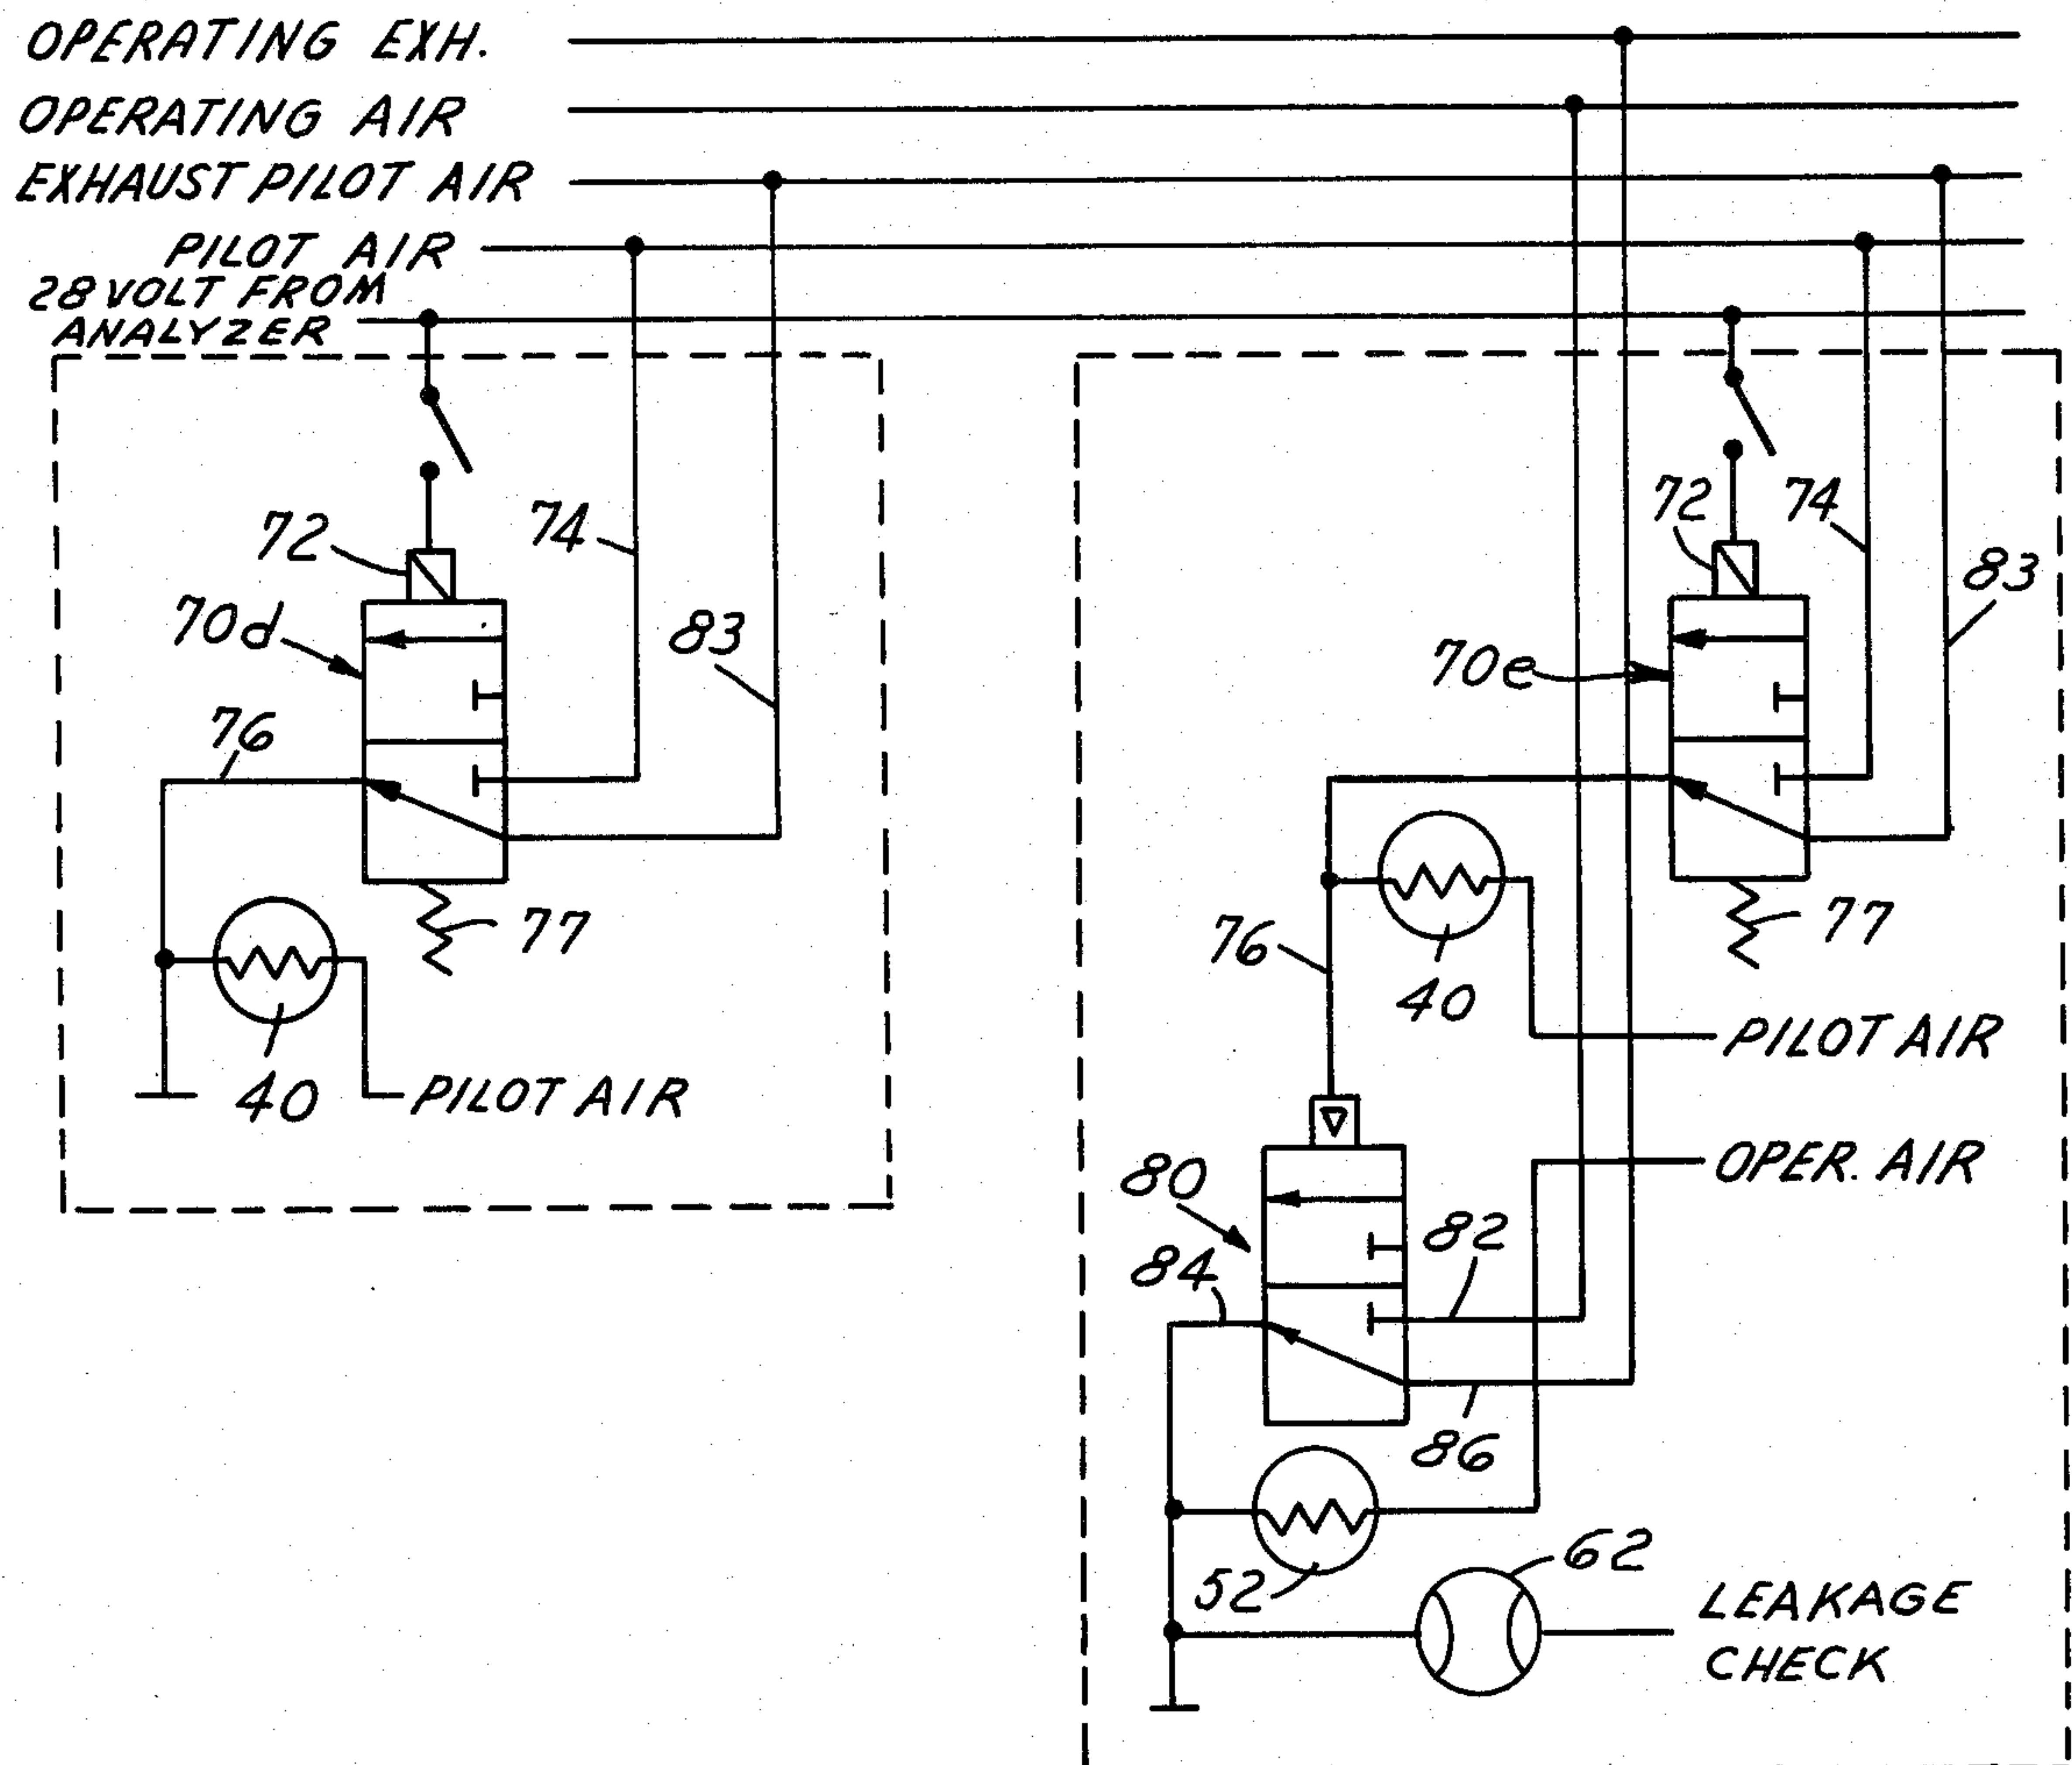 OPERATING EXH.
OPERATING AIR
EXHAUST PILOT AIR
PILOT AIR
28 VOLT FROM
ANALYZER
72
74
70d
83
76
77
40
PILOT AIR
72
74
83
70e
77
76
40
PILOT AIR
80
OPER. AIR
84
82
86
52
62
LEAKAGE
CHECK